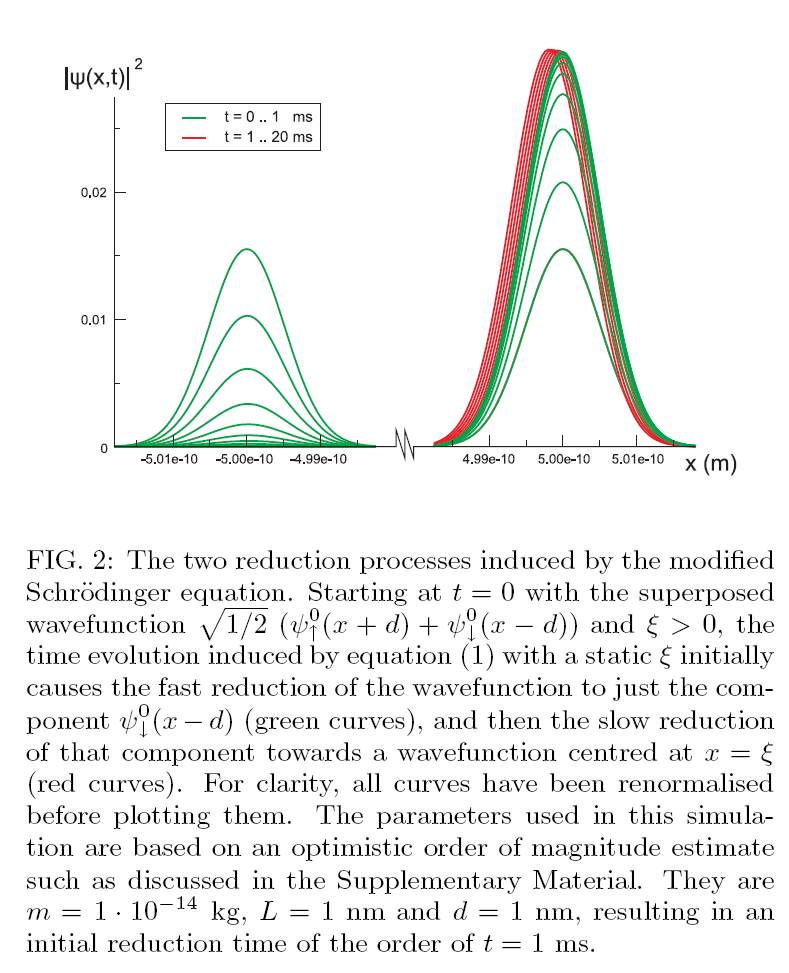 |ψ(x,t)|²
t = 0 .. 1 ms
t = 1 .. 20 ms
0.02
0.01
0
-5.01e-10 -5.00e-10 -4.99e-10 4.99e-10 5.00e-10 5.01e-10 x (m)
FIG. 2: The two reduction processes induced by the modified
Schrödinger equation. Starting at t = 0 with the superposed
wavefunction √1/2 (ψ↑⁰(x + d) + ψ↓⁰(x − d)) and ξ > 0, the
time evolution induced by equation (1) with a static ξ initially
causes the fast reduction of the wavefunction to just the com-
ponent ψ↓⁰(x − d) (green curves), and then the slow reduction
of that component towards a wavefunction centred at x = ξ
(red curves). For clarity, all curves have been renormalised
before plotting them. The parameters used in this simula-
tion are based on an optimistic order of magnitude estimate
such as discussed in the Supplementary Material. They are
m = 1 · 10⁻¹⁴ kg, L = 1 nm and d = 1 nm, resulting in an
initial reduction time of the order of t = 1 ms.